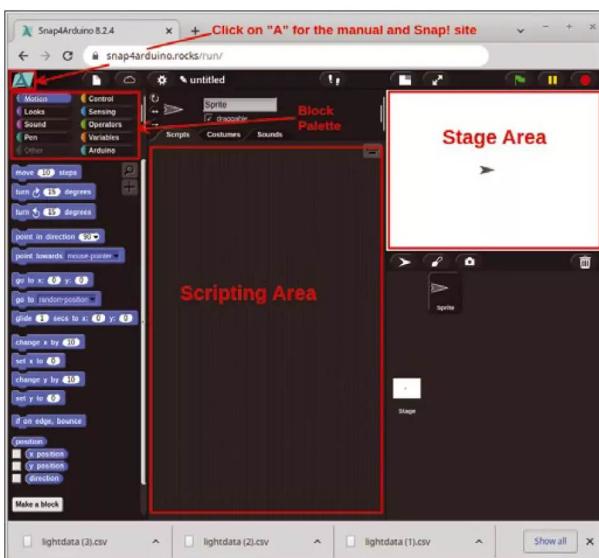 Snap4Arduino 8.2.4
Click on "A" for the manual and Snap! site
snap4arduino.rocks/run/
untitled
Motion Control
Looks Sensing
Sound Operators
Pen Variables
Other Arduino
Sprite
draggable
Block
Palette
Scripts Costumes Sounds
Stage Area
Scripting Area
move 10 steps
turn 15 degrees
turn 15 degrees
point in direction 90
point towards mouse-pointer
go to x: 0 y: 0
go to random-position
glide 1 secs to x: 0 y: 0
change x by 10
set x to 0
change y by 10
set y to 0
if on edge, bounce
position
x position
y position
direction
Make a block
Sprite
Stage
lightdata (3).csv
lightdata (2).csv
lightdata (1).csv
Show all